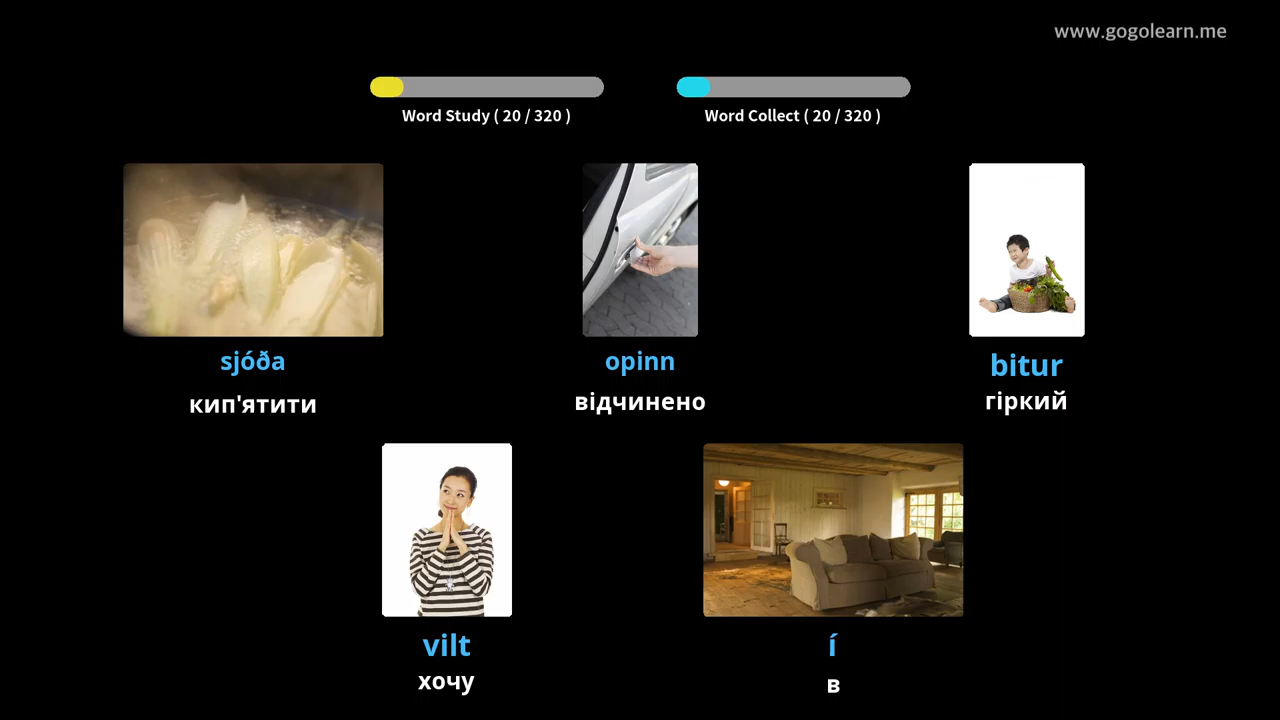 www.gogolearn.me
Word Study ( 20 / 320 )
Word Collect ( 20 / 320 )
sjóða
кип'ятити
opinn
відчинено
bitur
гіркий
vilt
хочу
í
в